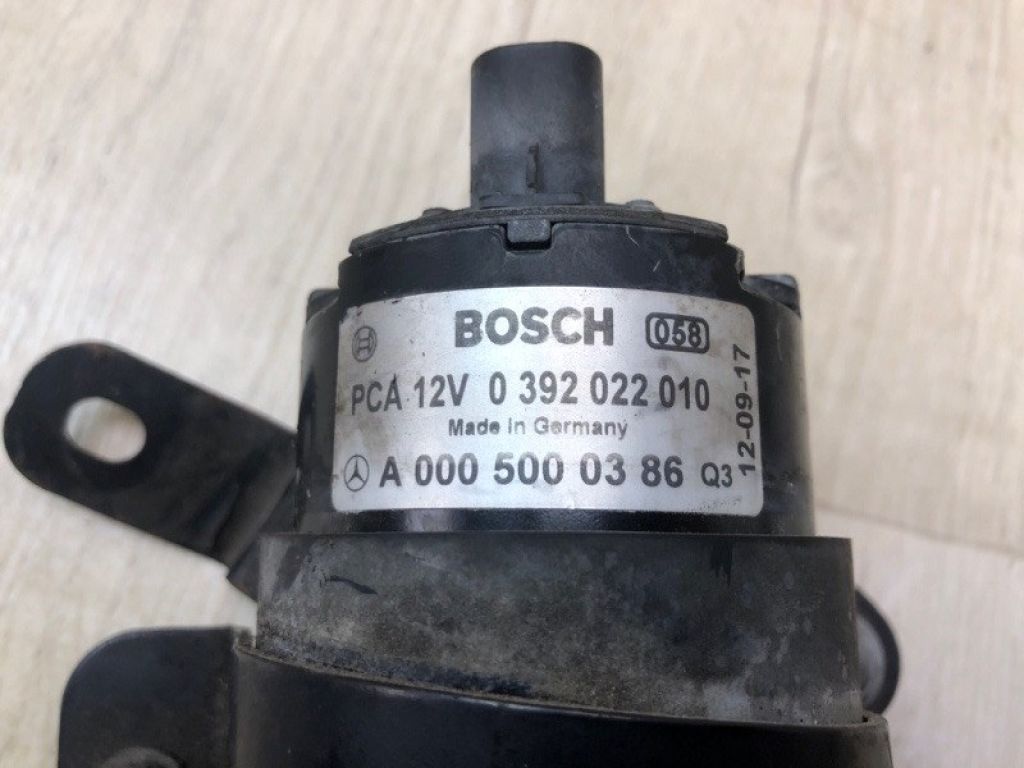 1
BOSCH 058
PCA 12V 0 392 022 010
Made in Germany
A 000 500 03 86 Q3
12-09-17